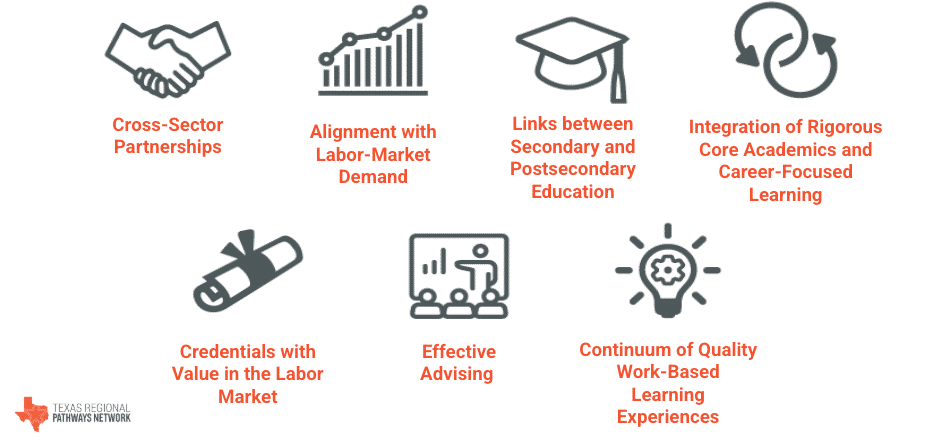 Cross-Sector
Partnerships
Alignment with
Labor-Market
Demand
Links between
Secondary and
Postsecondary
Education
Integration of Rigorous
Core Academics and
Career-Focused
Learning
Credentials with
Value in the Labor
Market
Effective
Advising
Continuum of Quality
Work-Based
Learning
Experiences
TEXAS REGIONAL
PATHWAYS NETWORK